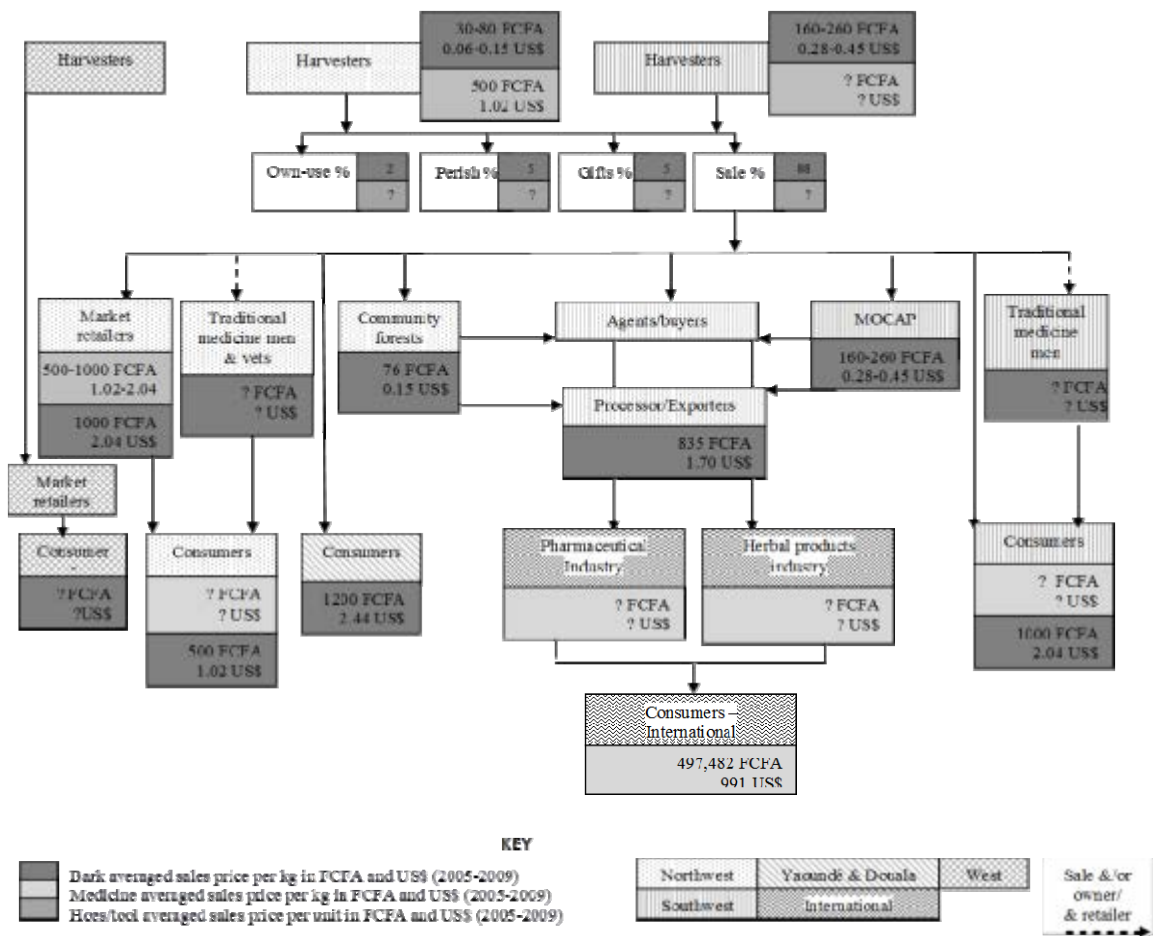 Harvesters
Harvesters
30-80 FCFA
0.06-0.15 US$
500 FCFA
1.02 US$
Harvesters
160-260 FCFA
0.28-0.45 US$
? FCFA
? US$
Own-use %
2
?
Perish %
5
?
Gifts %
5
?
Sale %
88
?
Market
retailers
500-1000 FCFA
1.02-2.04
1000 FCFA
2.04 US$
Traditional
medicine men
& vets
? FCFA
? US$
Community
forests
76 FCFA
0.15 US$
Agents/buyers
MOCAP
160-260 FCFA
0.28-0.45 US$
Traditional
medicine
men
? FCFA
? US$
Processor/Exporters
835 FCFA
1.70 US$
Market
retailers
Consumer
? FCFA
?US$
Consumers
? FCFA
? US$
500 FCFA
1.02 US$
Consumers
1200 FCFA
2.44 US$
Pharmaceutical
Industry
? FCFA
? US$
Herbal products
industry
? FCFA
? US$
Consumers
? FCFA
? US$
1000 FCFA
2.04 US$
Consumers –
International
497,482 FCFA
991 US$
KEY
Bark averaged sales price per kg in FCFA and US$ (2005-2009)
Medicine averaged sales price per kg in FCFA and US$ (2005-2009)
Hoes/tool averaged sales price per unit in FCFA and US$ (2005-2009)
Northwest
Yaoundé & Douala
West
Southwest
International
Sale &/or
owner/
& retailer